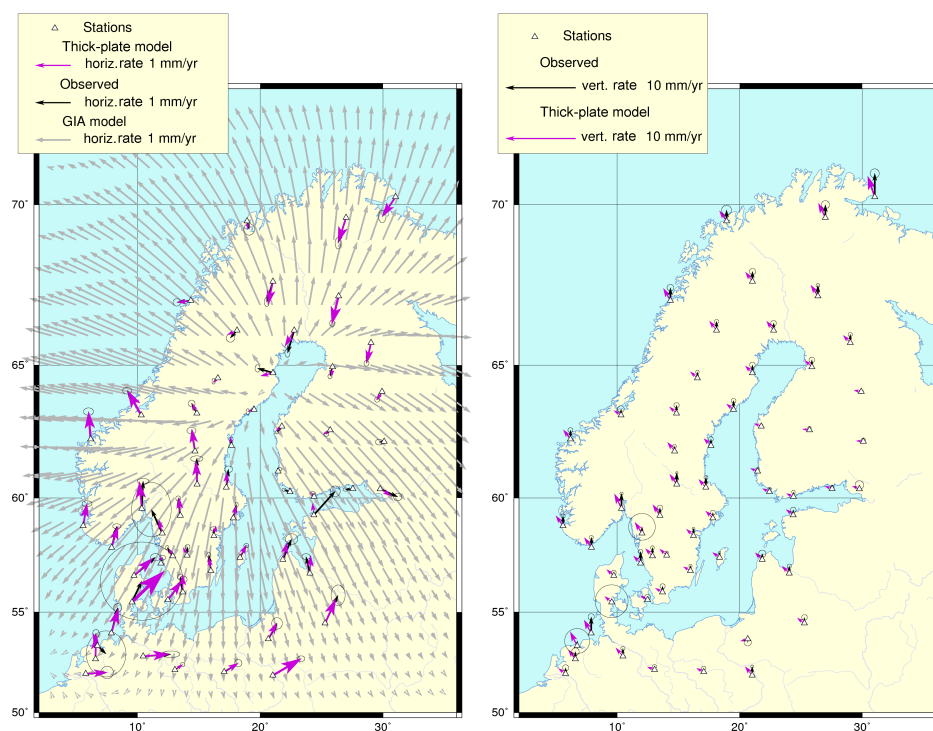 Stations
Thick-plate model
horiz.rate 1 mm/yr
Observed
horiz.rate 1 mm/yr
GIA model
horiz.rate 1 mm/yr
70°
65°
60°
55°
50°
10°
20°
30°
Stations
Observed
vert. rate 10 mm/yr
Thick-plate model
vert. rate 10 mm/yr
70°
65°
60°
55°
50°
10°
20°
30°